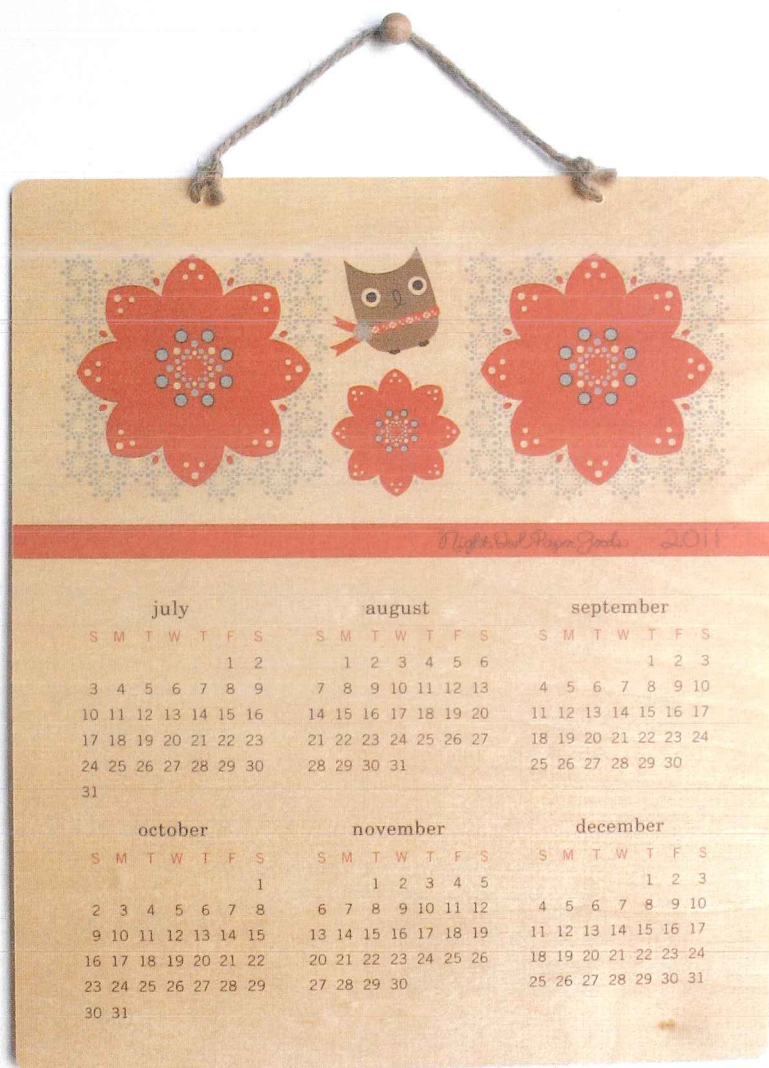 Night Owl Paper Goods 2011
july
S M T W T F S
1 2
3 4 5 6 7 8 9
10 11 12 13 14 15 16
17 18 19 20 21 22 23
24 25 26 27 28 29 30
31
august
S M T W T F S
1 2 3 4 5 6
7 8 9 10 11 12 13
14 15 16 17 18 19 20
21 22 23 24 25 26 27
28 29 30 31
september
S M T W T F S
1 2 3
4 5 6 7 8 9 10
11 12 13 14 15 16 17
18 19 20 21 22 23 24
25 26 27 28 29 30
october
S M T W T F S
1
2 3 4 5 6 7 8
9 10 11 12 13 14 15
16 17 18 19 20 21 22
23 24 25 26 27 28 29
30 31
november
S M T W T F S
1 2 3 4 5
6 7 8 9 10 11 12
13 14 15 16 17 18 19
20 21 22 23 24 25 26
27 28 29 30
december
S M T W T F S
1 2 3
4 5 6 7 8 9 10
11 12 13 14 15 16 17
18 19 20 21 22 23 24
25 26 27 28 29 30 31